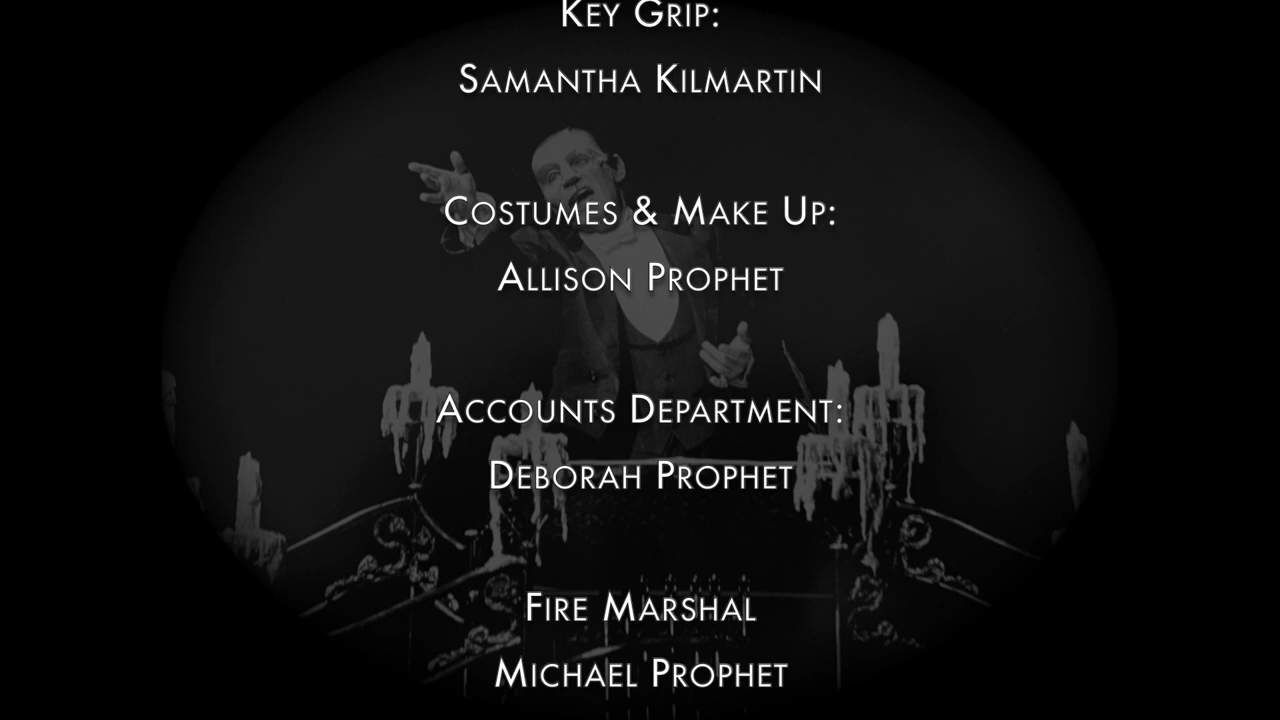 Key Grip:
Samantha Kilmartin
Costumes & Make Up:
Allison Prophet
Accounts Department:
Deborah Prophet
Fire Marshal
Michael Prophet